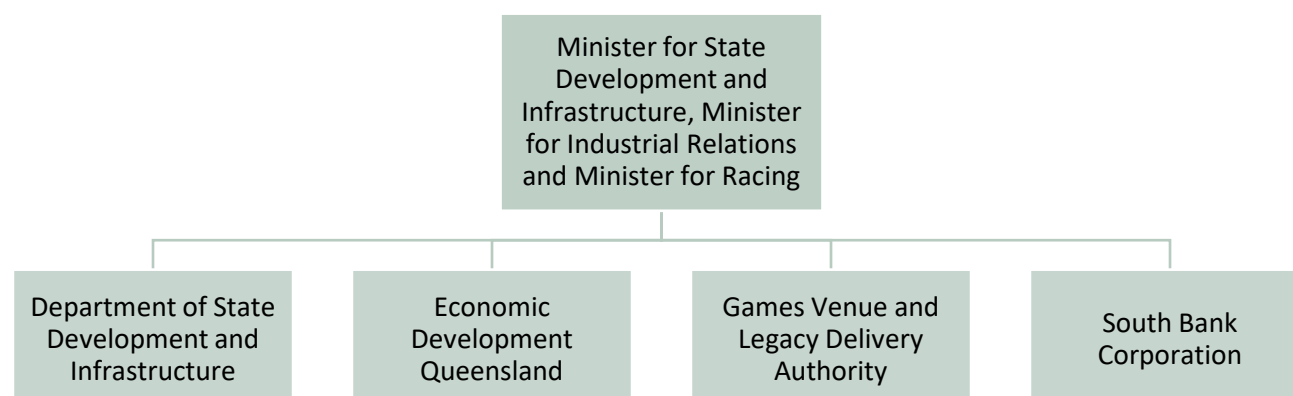 Minister for State
Development and
Infrastructure, Minister
for Industrial Relations
and Minister for Racing
Department of State
Development and
Infrastructure
Economic
Development
Queensland
Games Venue and
Legacy Delivery
Authority
South Bank
Corporation